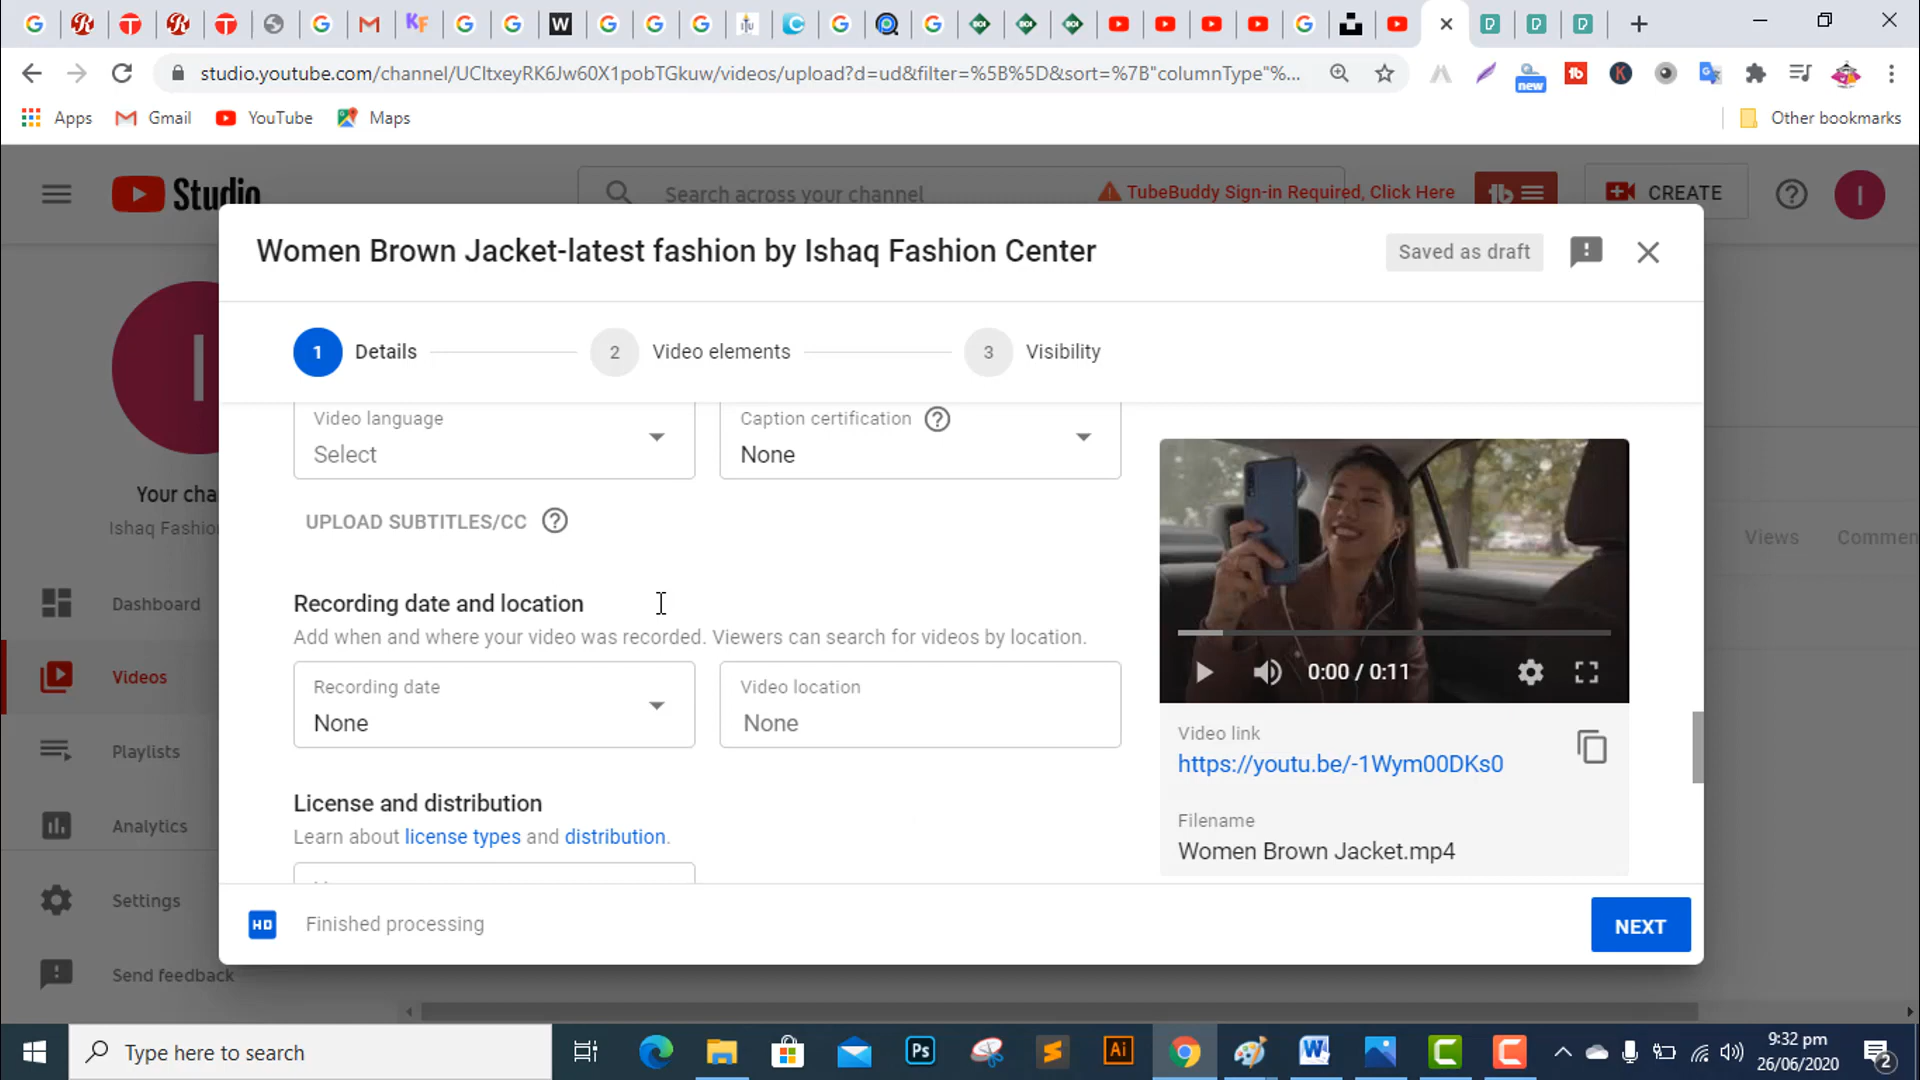 studio.youtube.com/channel/UCltxeyRK6Jw60X1pobTGkuw/videos/upload?d=ud&filter=%5B%5D&sort=%7B"columnType"%...
new
Apps
Gmail
YouTube
Maps
Other bookmarks
Studio
Search across your channel
TubeBuddy Sign-in Required, Click Here
CREATE
Women Brown Jacket-latest fashion by Ishaq Fashion Center
Saved as draft
1 Details
2 Video elements
3 Visibility
Video language
Select
Caption certification
None
UPLOAD SUBTITLES/CC
Recording date and location
Add when and where your video was recorded. Viewers can search for videos by location.
Recording date
None
Video location
None
License and distribution
Learn about license types and distribution.
0:00 / 0:11
Video link
https://youtu.be/-1Wym00DKs0
Filename
Women Brown Jacket.mp4
HD Finished processing
NEXT
Your cha
Ishaq Fashio
Dashboard
Videos
Playlists
Analytics
Settings
Send feedback
Views
Commen
Type here to search
9:32 pm
26/06/2020
2